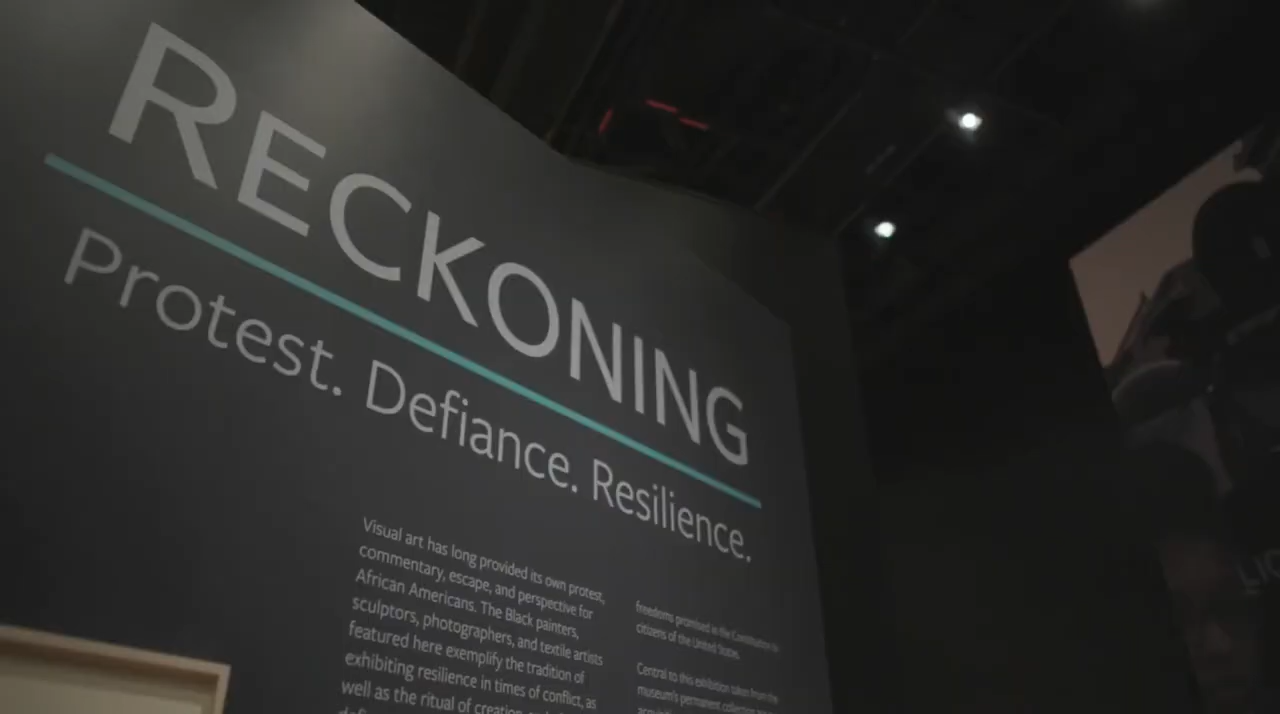 RECKONING
Protest. Defiance. Resilience.
Visual art has long provided its own protest,
commentary, escape, and perspective for
African Americans. The Black painters,
sculptors, photographers, and textile artists
featured here exemplify the tradition of
exhibiting resilience in times of conflict, as
well as the ritual of creation
freedoms promised in the Constitution to
citizens of the United States.
Central to this exhibition taken from the
museum's permanent collection